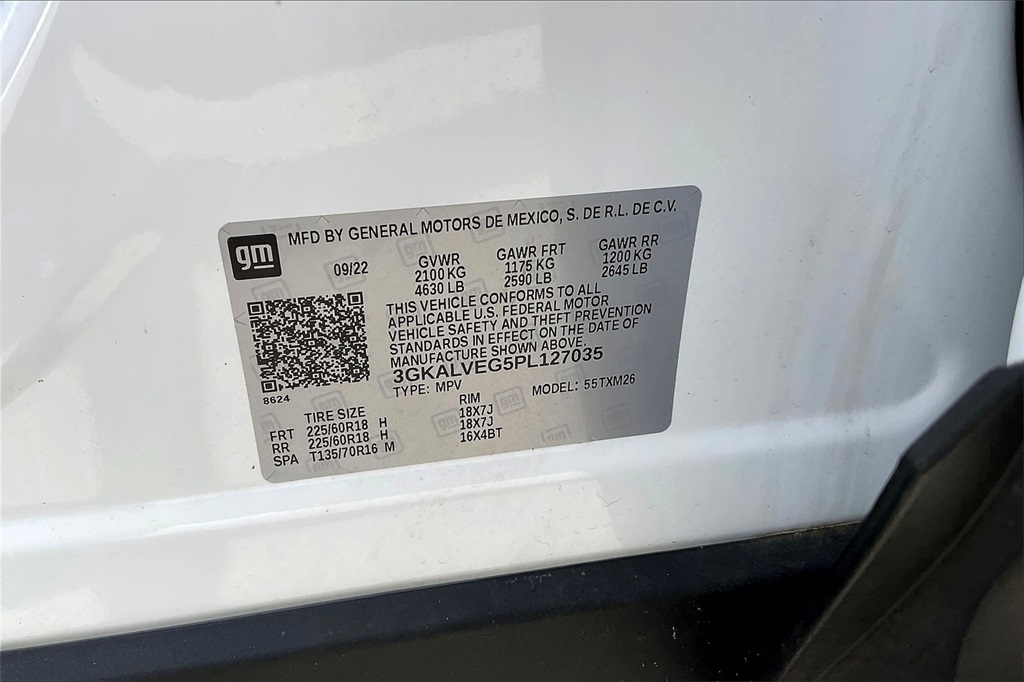 gm
MFD BY GENERAL MOTORS DE MEXICO, S. DE R.L. DE C.V.
09/22 GVWR GAWR FRT GAWR RR
2100 KG 1175 KG 1200 KG
4630 LB 2590 LB 2645 LB
THIS VEHICLE CONFORMS TO ALL
APPLICABLE U.S. FEDERAL MOTOR
VEHICLE SAFETY AND THEFT PREVENTION
STANDARDS IN EFFECT ON THE DATE OF
MANUFACTURE SHOWN ABOVE.
3GKALVEG5PL127035
8624
TYPE: MPV MODEL: 55TXM26
TIRE SIZE RIM
FRT 225/60R18 H 18X7J
RR 225/60R18 H 18X7J
SPA T135/70R16 M 16X4BT